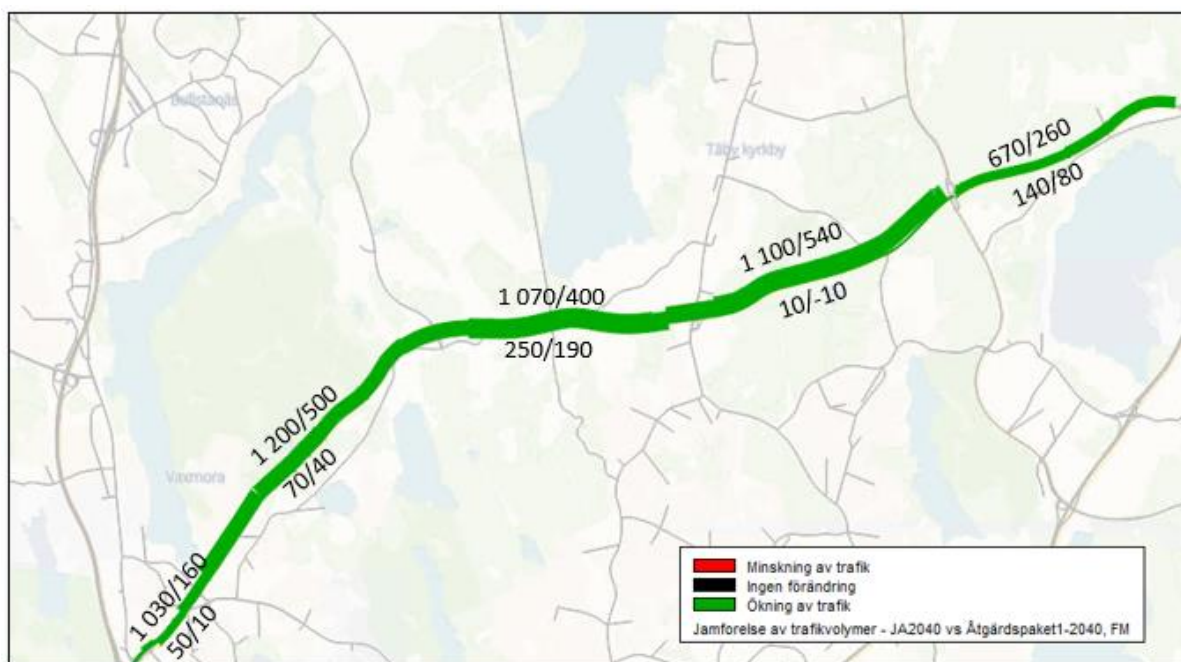 Bullstanäs
Täby kyrkby
670/260
140/80
1 100/540
10/-10
1 070/400
250/190
1 200/500
70/40
Vaxmora
1 030/160
50/10
Minskning av trafik
Ingen förändring
Ökning av trafik
Jamforelse av trafikvolymer - JA2040 vs Åtgärdspaket1-2040, FM